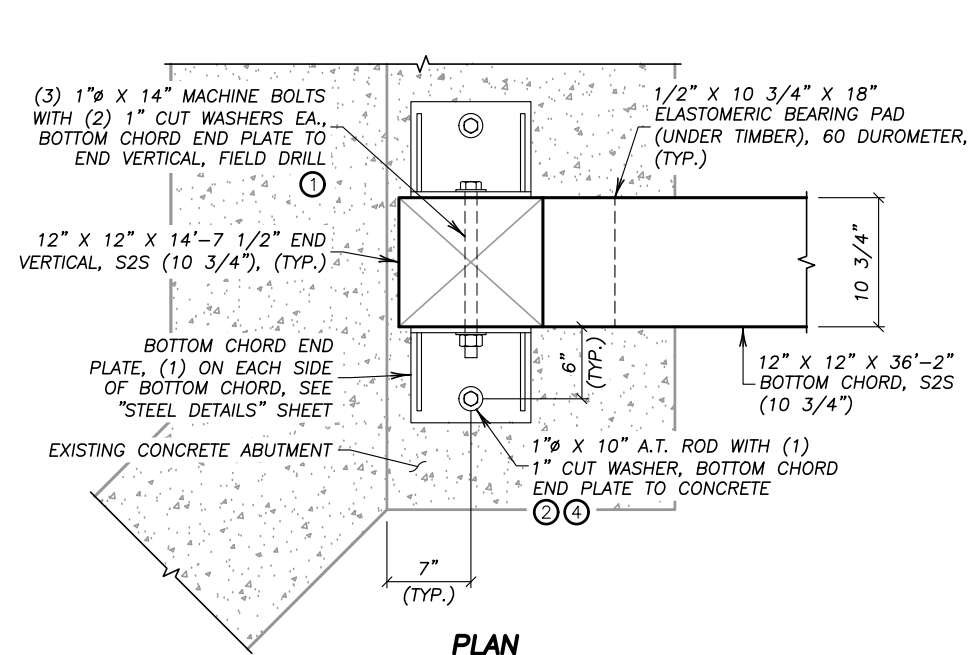 (3) 1"ø X 14" MACHINE BOLTS
WITH (2) 1" CUT WASHERS EA.,
BOTTOM CHORD END PLATE TO
END VERTICAL, FIELD DRILL
1
12" X 12" X 14'-7 1/2" END
VERTICAL, S2S (10 3/4"), (TYP.)
BOTTOM CHORD END
PLATE, (1) ON EACH SIDE
OF BOTTOM CHORD, SEE
"STEEL DETAILS" SHEET
EXISTING CONCRETE ABUTMENT
1/2" X 10 3/4" X 18"
ELASTOMERIC BEARING PAD
(UNDER TIMBER), 60 DUROMETER,
(TYP.)
10 3/4"
6"
(TYP.)
12" X 12" X 36'-2"
BOTTOM CHORD, S2S
(10 3/4")
1"ø X 10" A.T. ROD WITH (1)
1" CUT WASHER, BOTTOM CHORD
END PLATE TO CONCRETE
2 4
7"
(TYP.)
PLAN